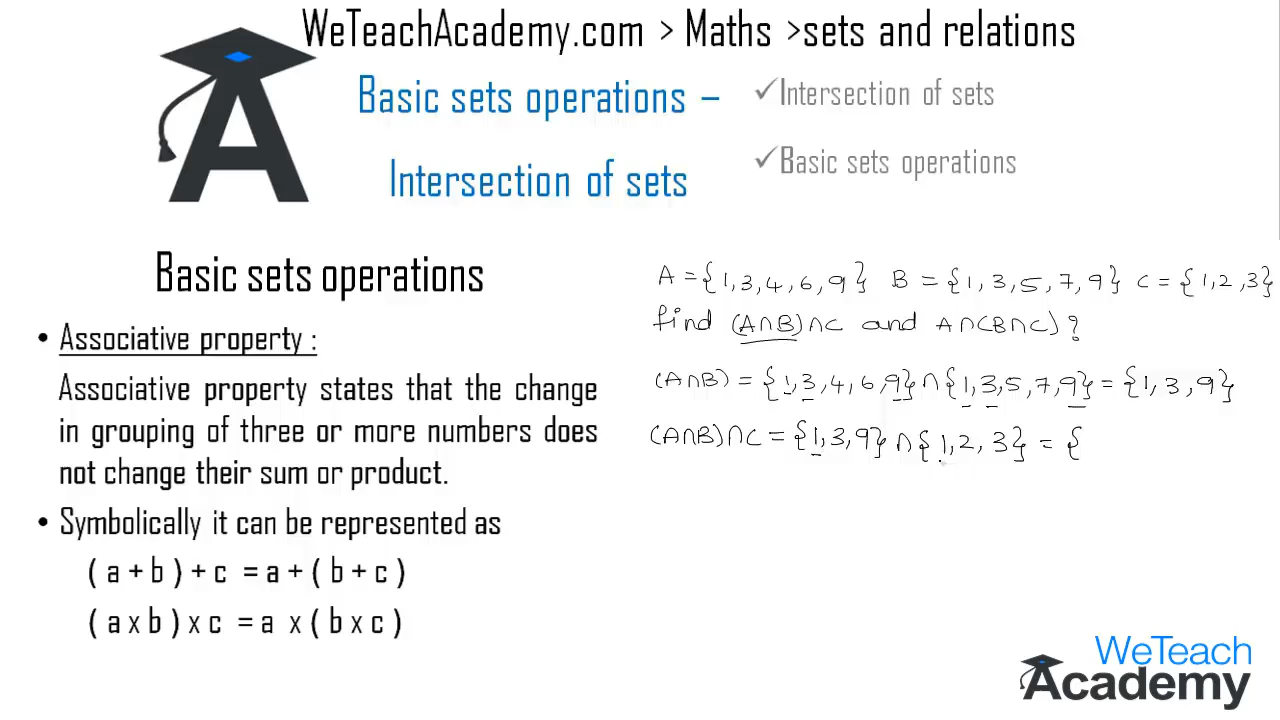 WeTeachAcademy.com > Maths >sets and relations
Basic sets operations –
Intersection of sets
✓Intersection of sets
✓Basic sets operations
Basic sets operations
• Associative property :
Associative property states that the change
in grouping of three or more numbers does
not change their sum or product.
• Symbolically it can be represented as
( a + b ) + c = a + ( b + c )
( a x b ) x c = a x ( b x c )
A = {1,3,4,6,9} B = {1,3,5,7,9} C = {1,2,3}
find (A∩B)∩C and A∩(B∩C) ?
(A∩B) = {1,3,4,6,9} ∩ {1,3,5,7,9} = {1,3,9}
(A∩B)∩C = {1,3,9} ∩ {1,2,3} = {
WeTeach
Academy